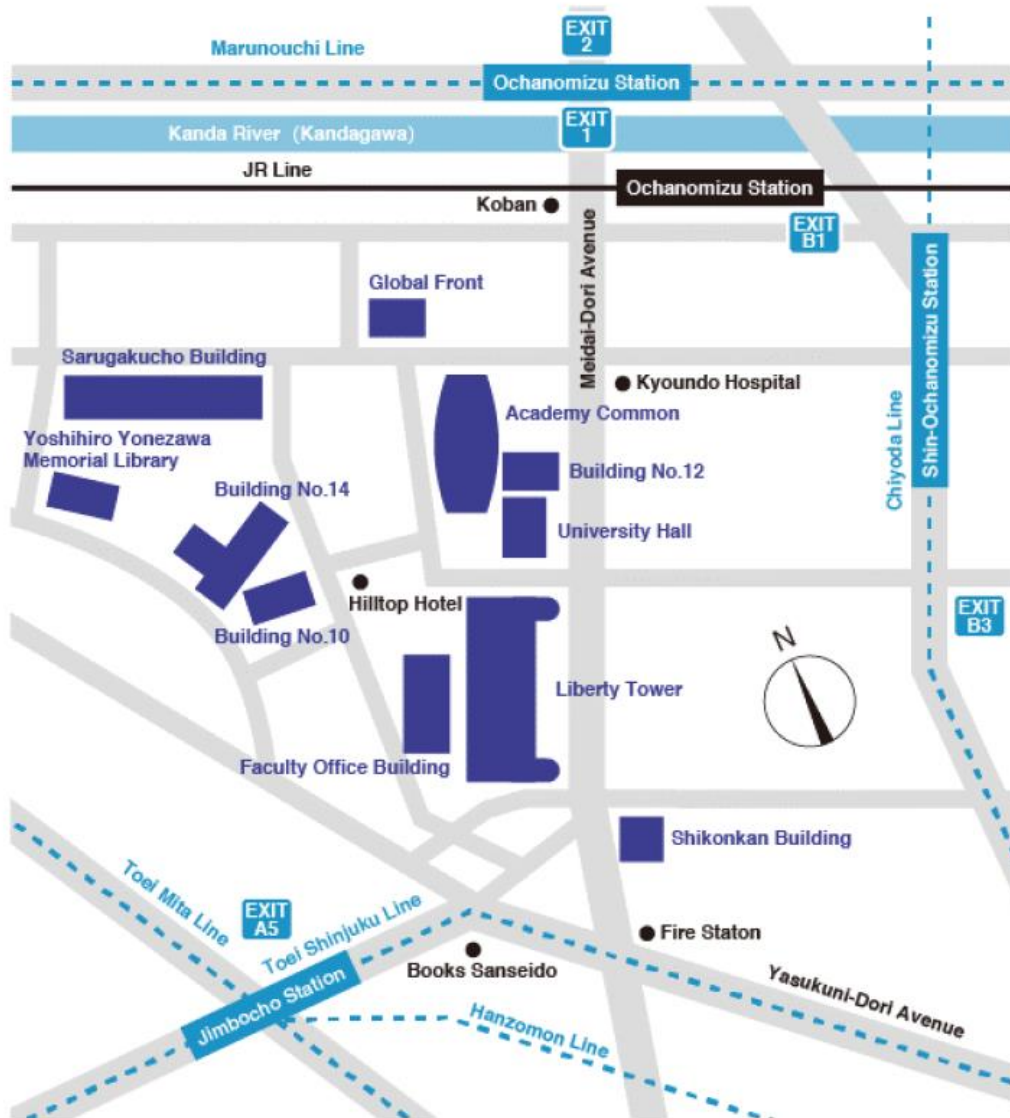 EXIT
2
Marunouchi Line
Ochanomizu Station
EXIT
1
Kanda River (Kandagawa)
JR Line
Ochanomizu Station
Koban
EXIT
B1
Meidai-Dori Avenue
Shin-Ochanomizu Station
Chiyoda Line
Global Front
Sarugakucho Building
Kyoundo Hospital
Academy Common
Yoshihiro Yonezawa
Memorial Library
Building No.12
Building No.14
University Hall
Hilltop Hotel
EXIT
B3
Building No.10
N
Liberty Tower
Faculty Office Building
Shikonkan Building
Toei Mita Line
EXIT
A5
Toei Shinjuku Line
Fire Staton
Books Sanseido
Yasukuni-Dori Avenue
Jimbocho Station
Hanzomon Line